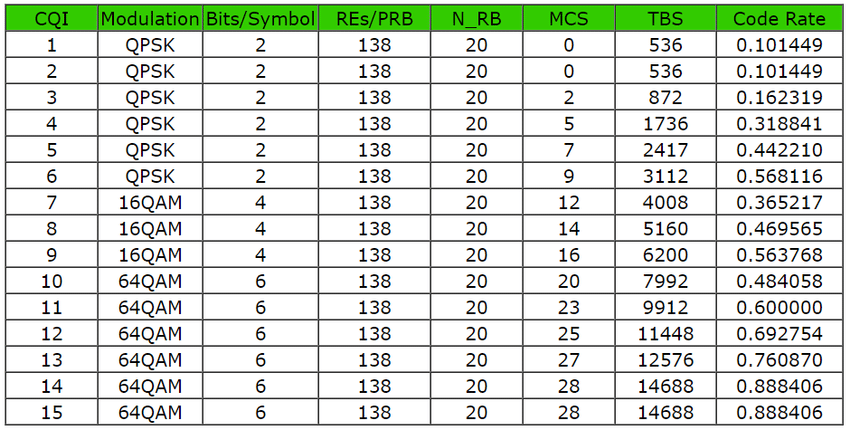 CQI Modulation Bits/Symbol REs/PRB N_RB MCS TBS Code Rate
1 QPSK 2 138 20 0 536 0.101449
2 QPSK 2 138 20 0 536 0.101449
3 QPSK 2 138 20 2 872 0.162319
4 QPSK 2 138 20 5 1736 0.318841
5 QPSK 2 138 20 7 2417 0.442210
6 QPSK 2 138 20 9 3112 0.568116
7 16QAM 4 138 20 12 4008 0.365217
8 16QAM 4 138 20 14 5160 0.469565
9 16QAM 4 138 20 16 6200 0.563768
10 64QAM 6 138 20 20 7992 0.484058
11 64QAM 6 138 20 23 9912 0.600000
12 64QAM 6 138 20 25 11448 0.692754
13 64QAM 6 138 20 27 12576 0.760870
14 64QAM 6 138 20 28 14688 0.888406
15 64QAM 6 138 20 28 14688 0.888406